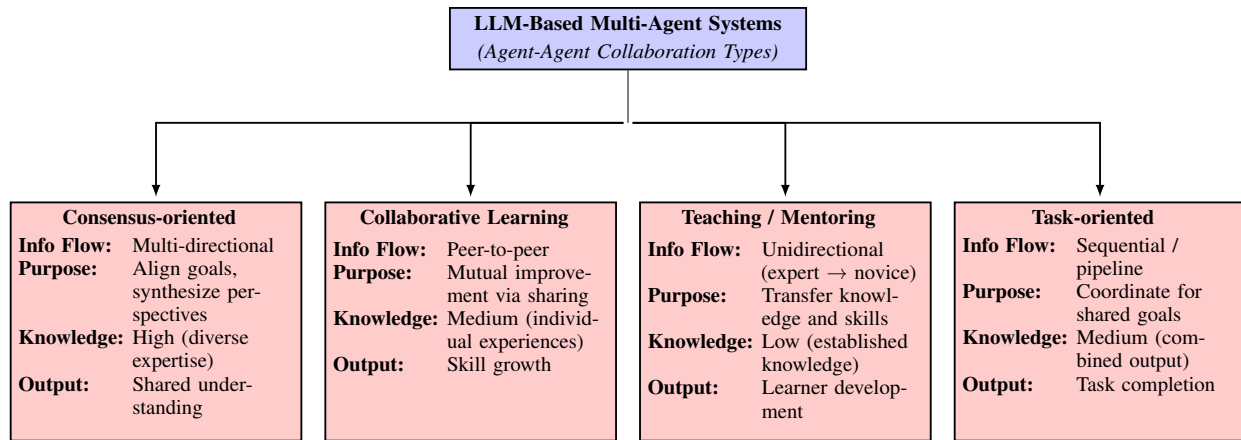 LLM-Based Multi-Agent Systems
(Agent-Agent Collaboration Types)
Consensus-oriented
Info Flow: Multi-directional
Purpose: Align goals,
synthesize per-
spectives
Knowledge: High (diverse
expertise)
Output: Shared under-
standing
Collaborative Learning
Info Flow: Peer-to-peer
Purpose: Mutual improve-
ment via sharing
Knowledge: Medium (individ-
ual experiences)
Output: Skill growth
Teaching / Mentoring
Info Flow: Unidirectional
(expert → novice)
Purpose: Transfer knowl-
edge and skills
Knowledge: Low (established
knowledge)
Output: Learner develop-
ment
Task-oriented
Info Flow: Sequential /
pipeline
Purpose: Coordinate for
shared goals
Knowledge: Medium (com-
bined output)
Output: Task completion